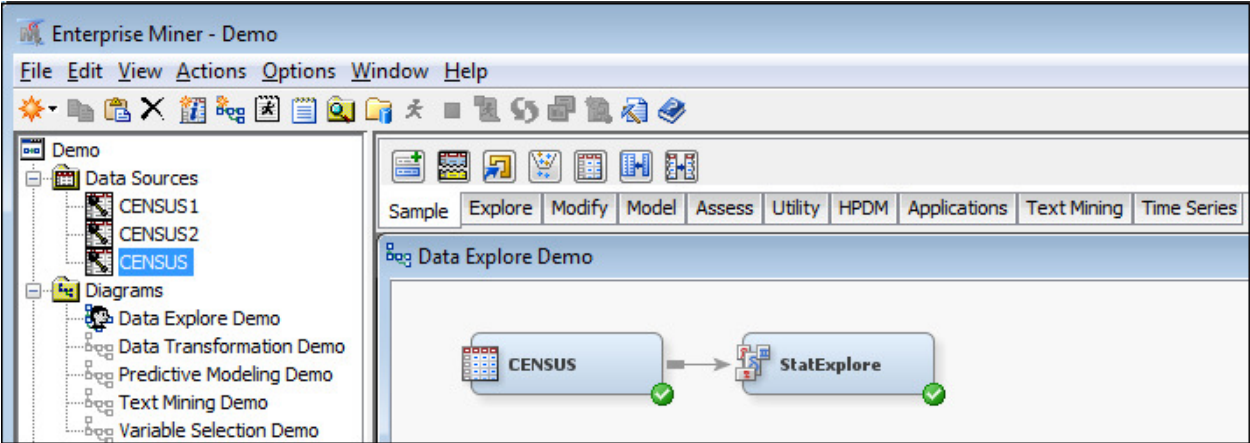 Enterprise Miner - Demo
File Edit View Actions Options Window Help
Demo
Data Sources
CENSUS1
CENSUS2
CENSUS
Diagrams
Data Explore Demo
Data Transformation Demo
Predictive Modeling Demo
Text Mining Demo
Variable Selection Demo
Sample Explore Modify Model Assess Utility HPDM Applications Text Mining Time Series
Data Explore Demo
CENSUS StatExplore